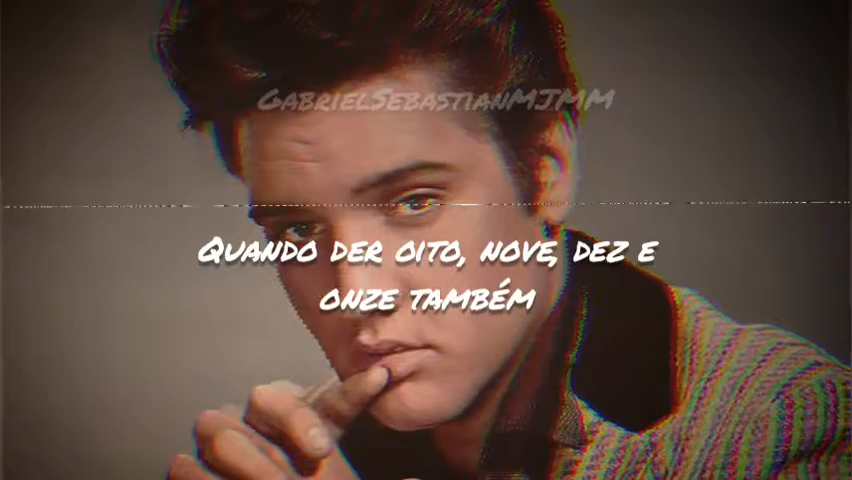 GabrielSebastianMJMM
Quando der oito, nove, dez e
onze também